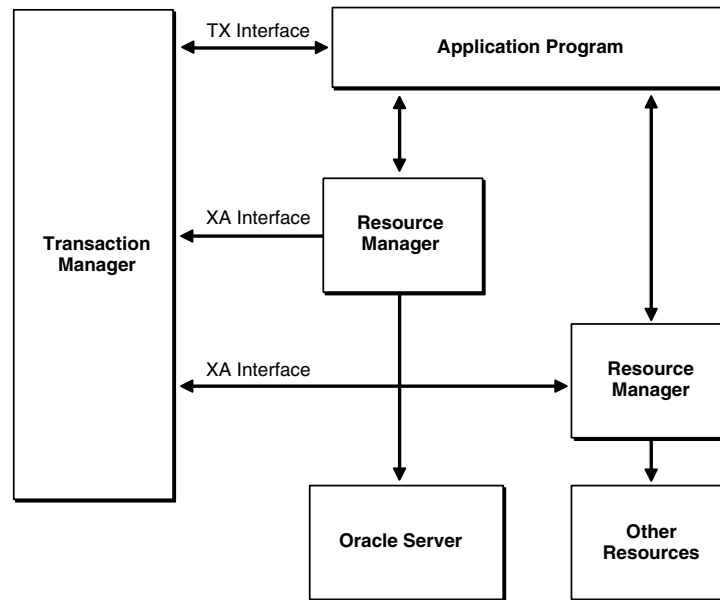 TX Interface
Application Program
XA Interface
Resource
Manager
Transaction
Manager
XA Interface
Resource
Manager
Oracle Server
Other
Resources